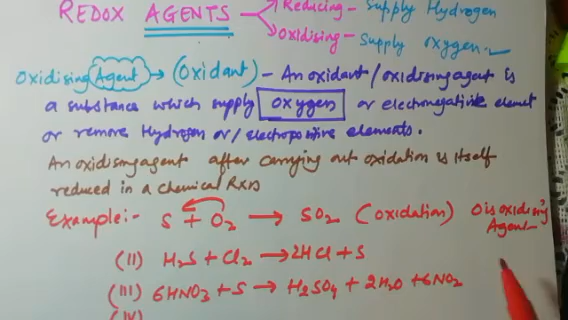 REDOX AGENTS → Reducing - Supply Hydrogen
→ Oxidising - Supply oxygen.
Oxidising Agent → (Oxidant) - An oxidant/oxidising agent is
a substance which supply oxygen or electronegative elemet
or remove Hydrogen or/electropositive elements.
An oxidising agent after carrying out oxidation is itself
reduced in a chemical Rxn
Example:- S + O2 → SO2 (oxidation) O is oxidising
Agent
(II) H2S + Cl2 → 2HCl + S
(III) 6HNO3 + S → H2SO4 + 2H2O + 6NO2
(IV)